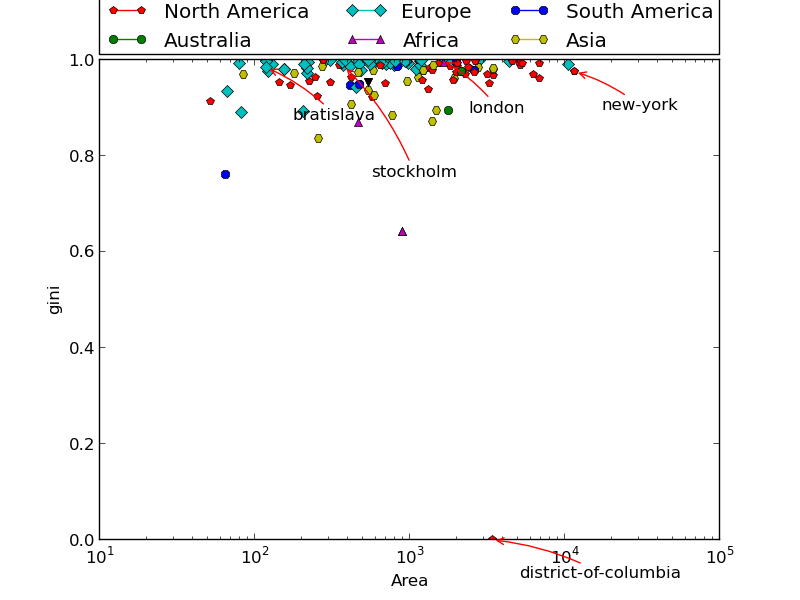 North America Europe South America
Australia Africa Asia
1.0
bratislava london new-york
0.8
stockholm
0.6
gini
0.4
0.2
0.0
10^1 10^2 10^3 10^4 10^5
Area
district-of-columbia